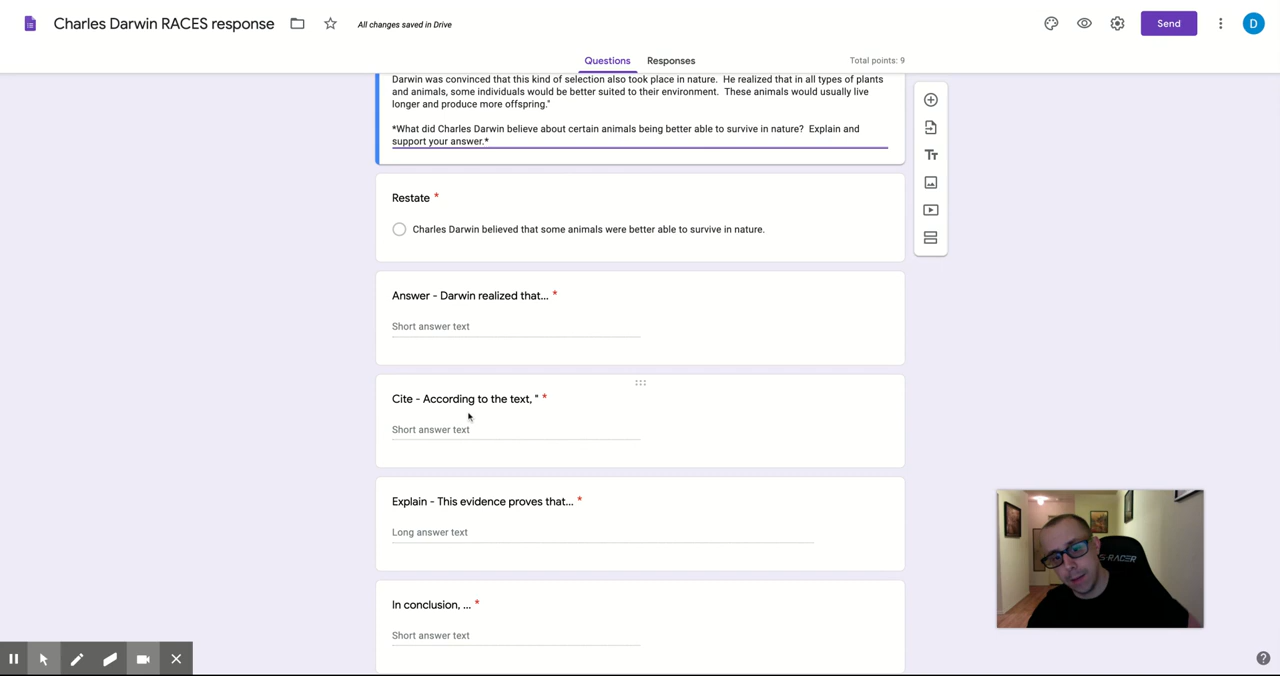 Charles Darwin RACES response
All changes saved in Drive
Send
D
Questions
Responses
Total points: 9
Darwin was convinced that this kind of selection also took place in nature.  He realized that in all types of plants
and animals, some individuals would be better suited to their environment.  These animals would usually live
longer and produce more offspring."
*What did Charles Darwin believe about certain animals being better able to survive in nature?  Explain and
support your answer.*
Restate *
Charles Darwin believed that some animals were better able to survive in nature.
Answer - Darwin realized that... *
Short answer text
Cite - According to the text, " *
Short answer text
Explain - This evidence proves that... *
Long answer text
In conclusion, ... *
Short answer text
S-RACER